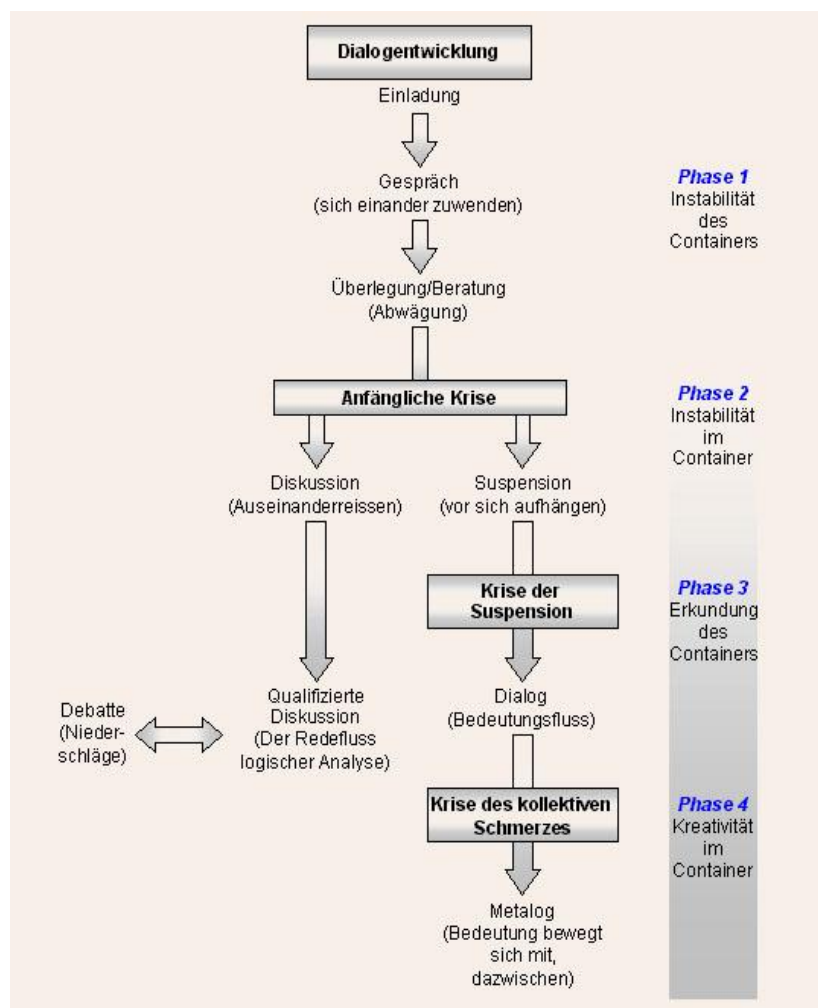 Dialogentwicklung
Einladung
Gespräch
(sich einander zuwenden)
Phase 1
Instabilität
des
Containers
Überlegung/Beratung
(Abwägung)
Anfängliche Krise
Phase 2
Instabilität
im
Container
Diskussion
(Auseinanderreissen)
Suspension
(vor sich aufhängen)
Krise der
Suspension
Phase 3
Erkundung
des
Containers
Debatte
(Nieder-
schläge)
Qualifizierte
Diskussion
(Der Redefluss
logischer Analyse)
Dialog
(Bedeutungsfluss)
Krise des kollektiven
Schmerzes
Phase 4
Kreativität
im
Container
Metalog
(Bedeutung bewegt
sich mit,
dazwischen)